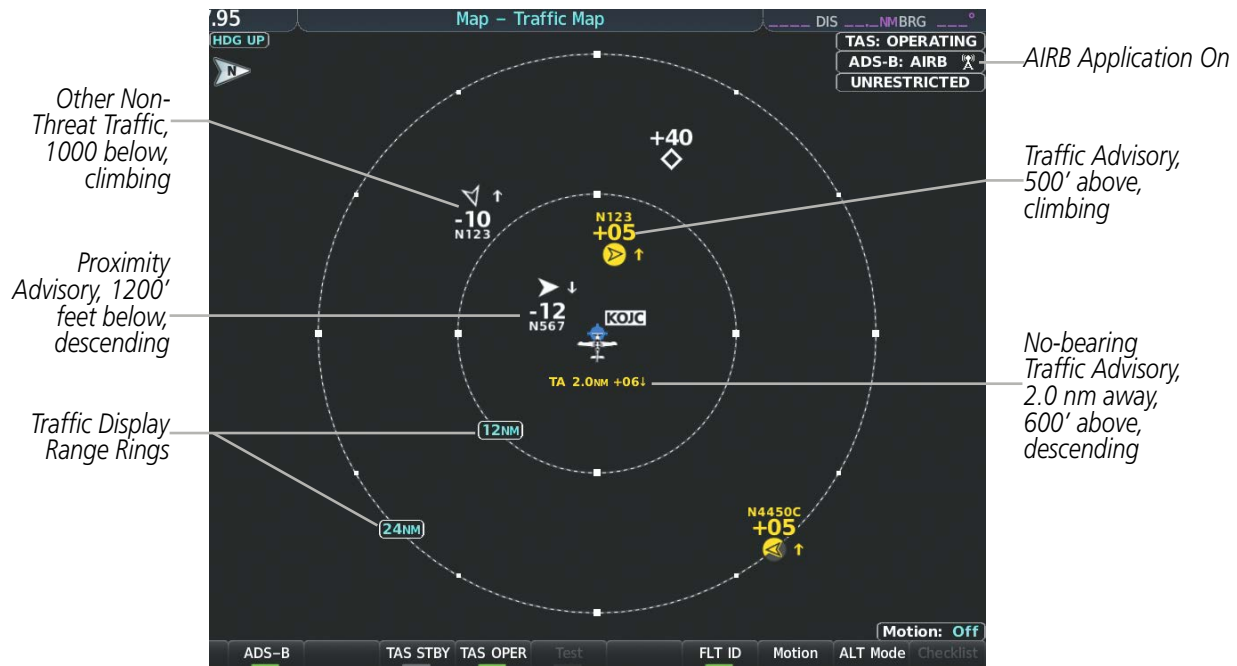 .95
Map – Traffic Map
____ DIS __._NM BRG ___°
HDG UP
N
TAS: OPERATING
ADS-B: AIRB
UNRESTRICTED
AIRB Application On
Other Non-
Threat Traffic,
1000 below,
climbing
+40
-10
N123
N123
+05
Traffic Advisory,
500' above,
climbing
Proximity
Advisory, 1200'
feet below,
descending
-12
N567
KOJC
TA 2.0NM +06↓
No-bearing
Traffic Advisory,
2.0 nm away,
600' above,
descending
Traffic Display
Range Rings
12NM
24NM
N4450C
+05
Motion: Off
ADS–B TAS STBY TAS OPER Test FLT ID Motion ALT Mode Checklist